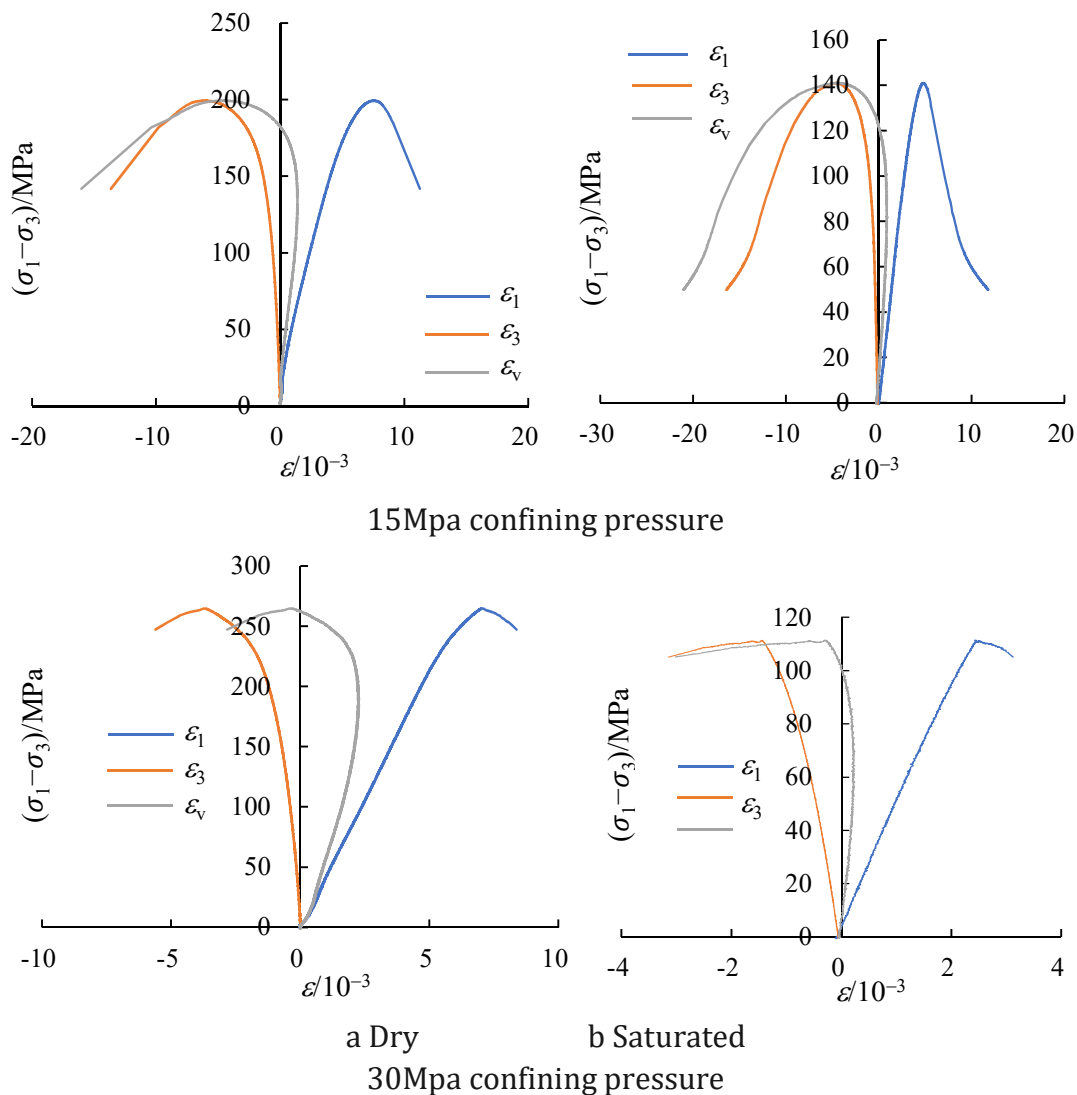 250
200
150
100
50
0
(σ₁−σ₃)/MPa
ε₁
ε₃
εᵥ
-20
-10
0
10
20
ε/10⁻³
160
140
120
100
80
60
40
20
0
(σ₁−σ₃)/MPa
ε₁
ε₃
εᵥ
-30
-20
-10
0
10
20
ε/10⁻³
15Mpa confining pressure
300
250
200
150
100
50
0
(σ₁−σ₃)/MPa
ε₁
ε₃
εᵥ
-10
-5
0
5
10
ε/10⁻³
120
100
80
60
40
20
0
(σ₁−σ₃)/MPa
ε₁
ε₃
-4
-2
0
2
4
ε/10⁻³
a Dry
b Saturated
30Mpa confining pressure